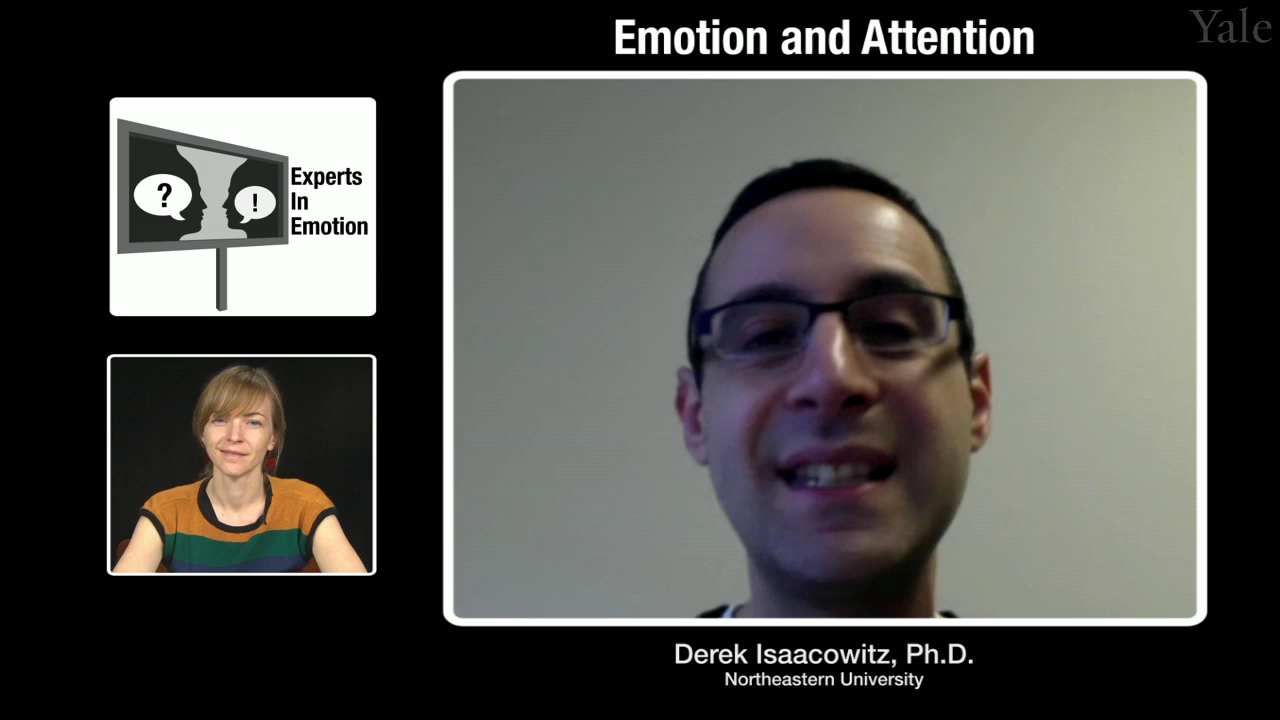 Emotion and Attention
Yale
?
!
Experts
In
Emotion
Derek Isaacowitz, Ph.D.
Northeastern University